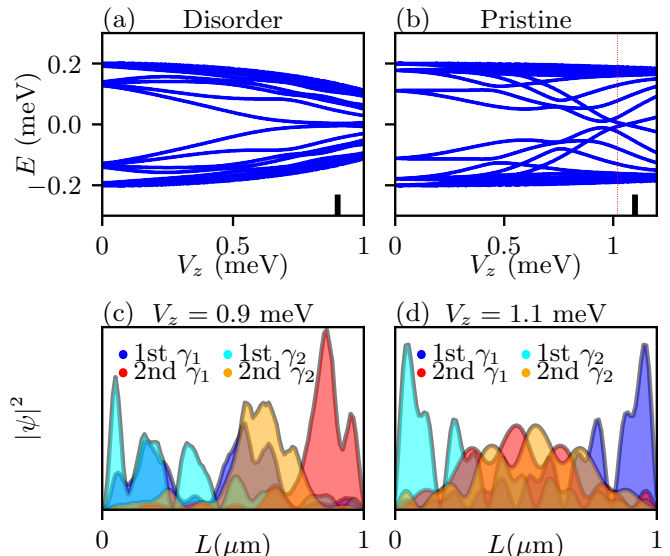 (a) Disorder (b) Pristine
E (meV)
0.2
0.0
−0.2
0 0.5 1 0 0.5 1
V_z (meV) V_z (meV)
(c) V_z = 0.9 meV (d) V_z = 1.1 meV
1st γ₁ 1st γ₂ 1st γ₁ 1st γ₂
2nd γ₁ 2nd γ₂ 2nd γ₁ 2nd γ₂
|ψ|²
0 1 0 1
L(μm) L(μm)